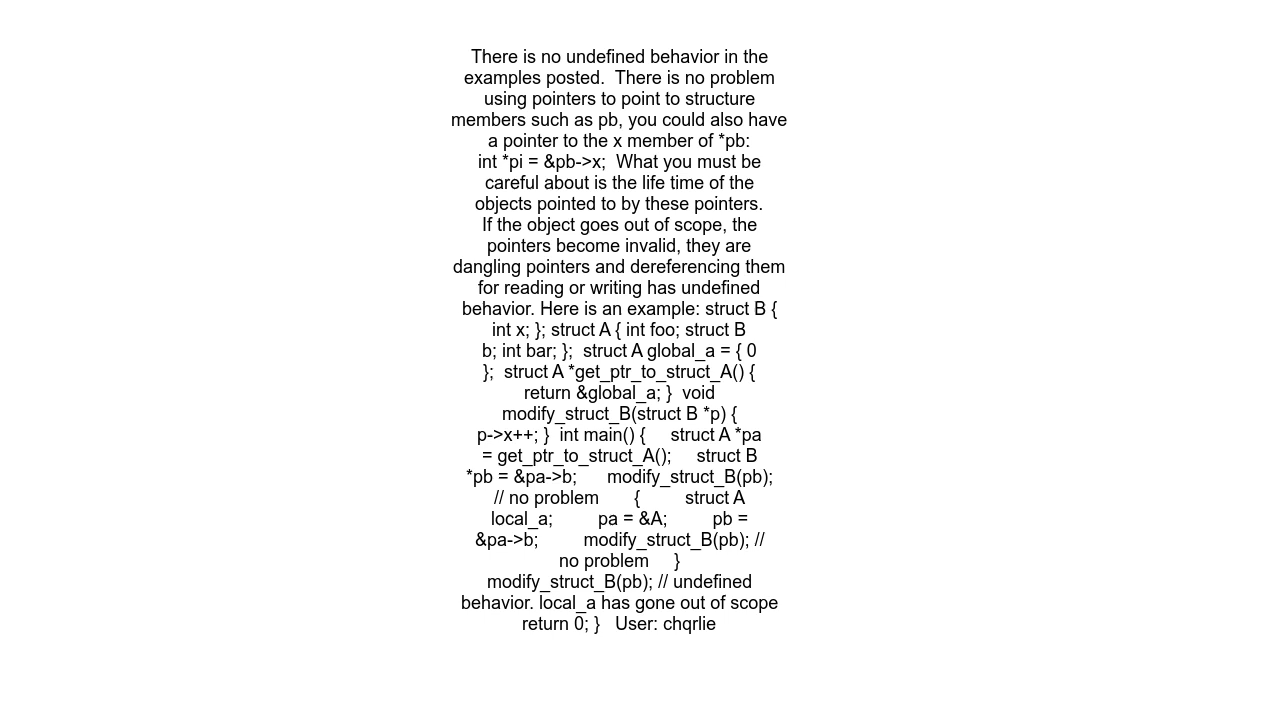 There is no undefined behavior in the
examples posted.  There is no problem
using pointers to point to structure
members such as pb, you could also have
a pointer to the x member of *pb:
int *pi = &pb->x;  What you must be
careful about is the life time of the
objects pointed to by these pointers.
If the object goes out of scope, the
pointers become invalid, they are
dangling pointers and dereferencing them
for reading or writing has undefined
behavior. Here is an example: struct B {
int x; }; struct A { int foo; struct B
b; int bar; };  struct A global_a = { 0
};  struct A *get_ptr_to_struct_A() {
return &global_a; }  void
modify_struct_B(struct B *p) {
p->x++; }  int main() {     struct A *pa
= get_ptr_to_struct_A();     struct B
*pb = &pa->b;      modify_struct_B(pb);
// no problem       {         struct A
local_a;         pa = &A;         pb =
&pa->b;         modify_struct_B(pb); //
no problem     }
modify_struct_B(pb); // undefined
behavior. local_a has gone out of scope
return 0; }   User: chqrlie